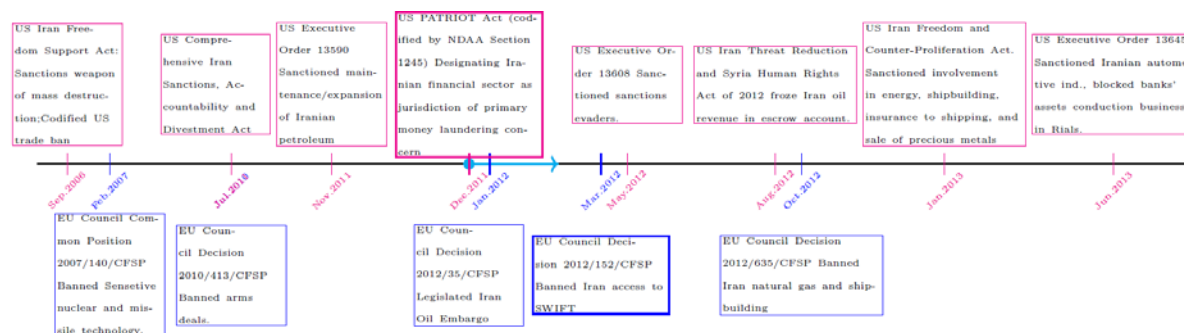 US Iran Free-
dom Support Act:
Sanctions weapon
of mass destruc-
tion;Codified US
trade ban
US Compre-
hensive Iran
Sanctions, Ac-
countability and
Divestment Act
US Executive
Order 13590
Sanctioned main-
tenance/expansion
of Iranian
petroleum
US PATRIOT Act (cod-
ified by NDAA Section
1245) Designating Ira-
nian financial sector as
jurisdiction of primary
money laundering con-
cern
US Executive Or-
der 13608 Sanc-
tioned sanctions
evaders.
US Iran Threat Reduction
and Syria Human Rights
Act of 2012 froze Iran oil
revenue in escrow account.
US Iran Freedom and
Counter-Proliferation Act.
Sanctioned involvement
in energy, shipbuilding,
insurance to shipping, and
sale of precious metals
US Executive Order 13645
Sanctioned Iranian automo-
tive ind., blocked banks'
assets conduction business
in Rials.
Sep.2006
Feb.2007
Jul.2010
Nov.2011
Dec.2011
Jan.2012
Mar.2012
May.2012
Aug.2012
Oct.2012
Jan.2013
Jun.2013
EU Council Com-
mon Position
2007/140/CFSP
Banned Sensetive
nuclear and mis-
sile technology.
EU Coun-
cil Decision
2010/413/CFSP
Banned arms
deals.
EU Coun-
cil Decision
2012/35/CFSP
Legislated Iran
Oil Embargo
EU Council Deci-
sion 2012/152/CFSP
Banned Iran access to
SWIFT
EU Council Decision
2012/635/CFSP Banned
Iran natural gas and ship-
building